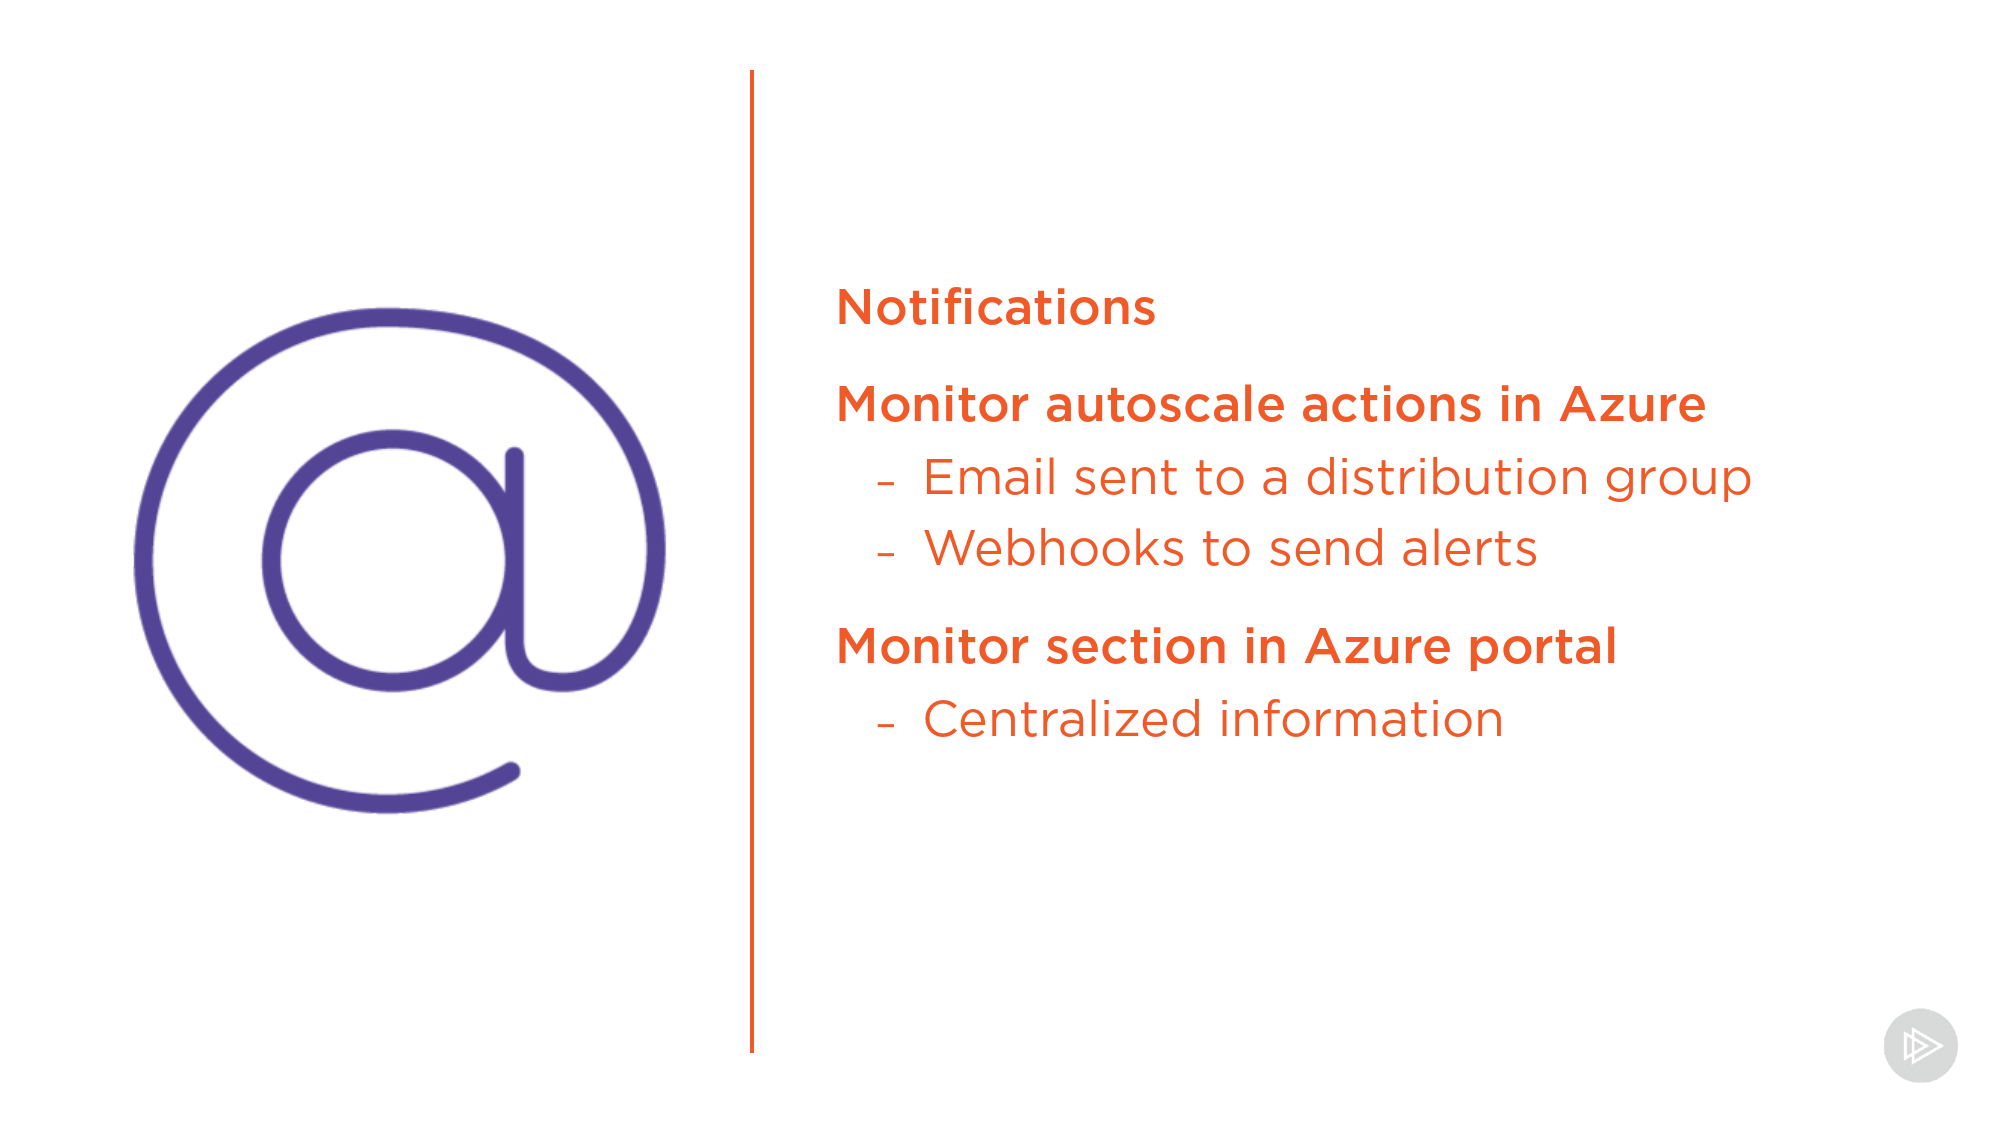 @
Notifications
Monitor autoscale actions in Azure
- Email sent to a distribution group
- Webhooks to send alerts
Monitor section in Azure portal
- Centralized information